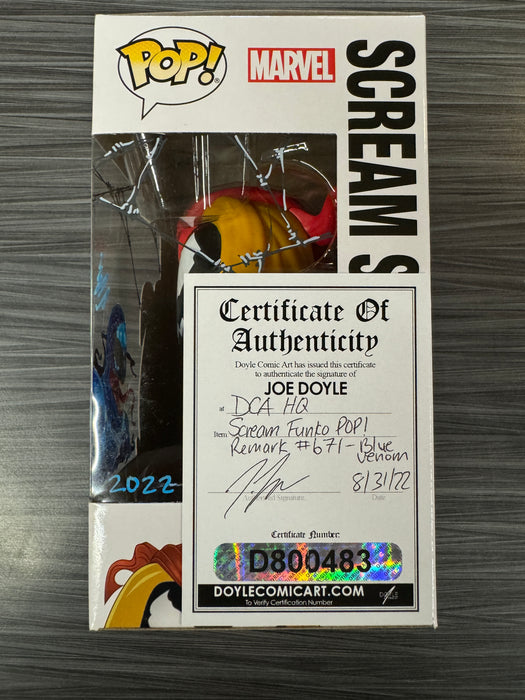 POP!
MARVEL
SCREAM S
2022
Certificate Of
Authenticity
Doyle Comic Art has issued this certificate
to authenticate the signature of
JOE DOYLE
at DCA HQ
Item Scream Funko POP!
Remark #671 - Blue
Venom
8/31/22
Authorized Signature
Date
Certificate Number:
D800483
DOYLECOMICART.COM
To Verify Certification Number